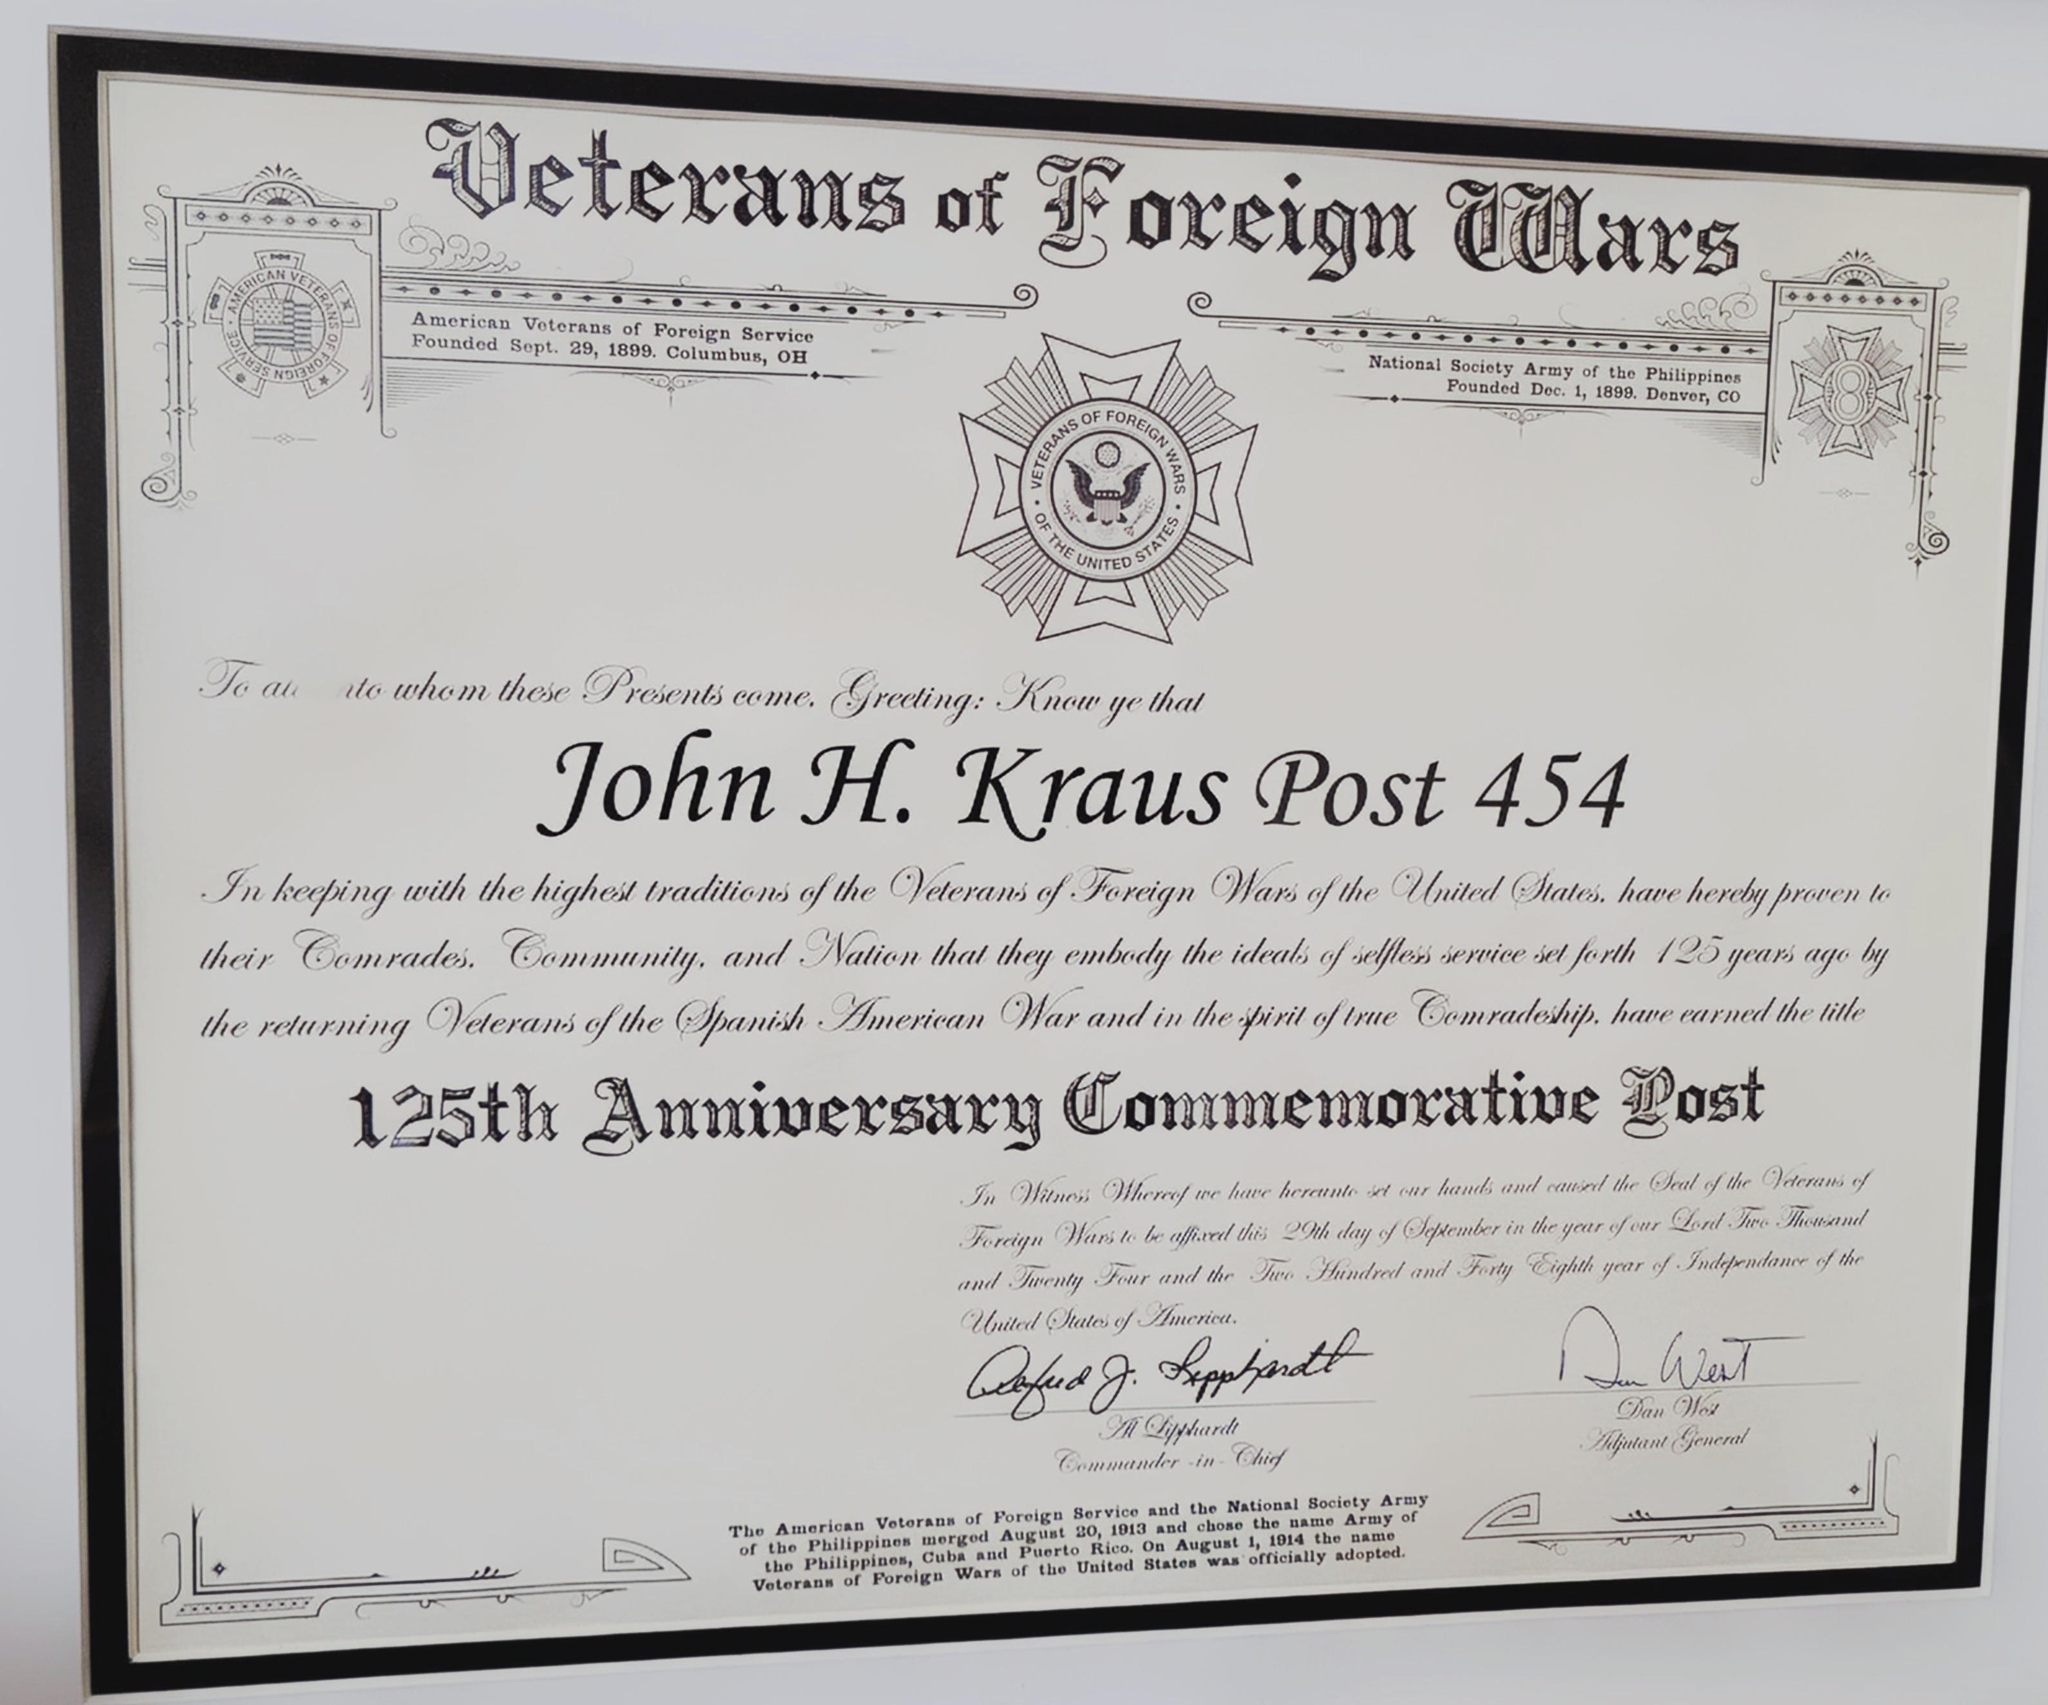 Veterans of Foreign Wars
AMERICAN VETERANS OF FOREIGN SERVICE
American Veterans of Foreign Service
Founded Sept. 29, 1899. Columbus, OH
National Society Army of the Philippines
Founded Dec. 1, 1899. Denver, CO
8
VETERANS OF FOREIGN WARS
OF THE UNITED STATES
To to whom these Presents come. Greeting: Know ye that
John H. Kraus Post 454
In keeping with the highest traditions of the Veterans of Foreign Wars of the United States, have hereby proven to
their Comrades, Community, and Nation that they embody the ideals of selfless service set forth 125 years ago by
the returning Veterans of the Spanish American War and in the spirit of true Comradeship, have earned the title
125th Anniversary Commemorative Post
In Witness Whereof we have hereunto set our hands and caused the Seal of the Veterans of
Foreign Wars to be affixed this 29th day of September in the year of our Lord Two Thousand
and Twenty Four and the Two Hundred and Forty Eighth year of Independance of the
United States of America.
Alfred J. Lipphardt
Dan West
Al Lipphardt
Commander-in-Chief
Dan West
Adjutant General
The American Veterans of Foreign Service and the National Society Army
of the Philippines merged August 20, 1913 and chose the name Army of
the Philippines, Cuba and Puerto Rico. On August 1, 1914 the name
Veterans of Foreign Wars of the United States was officially adopted.